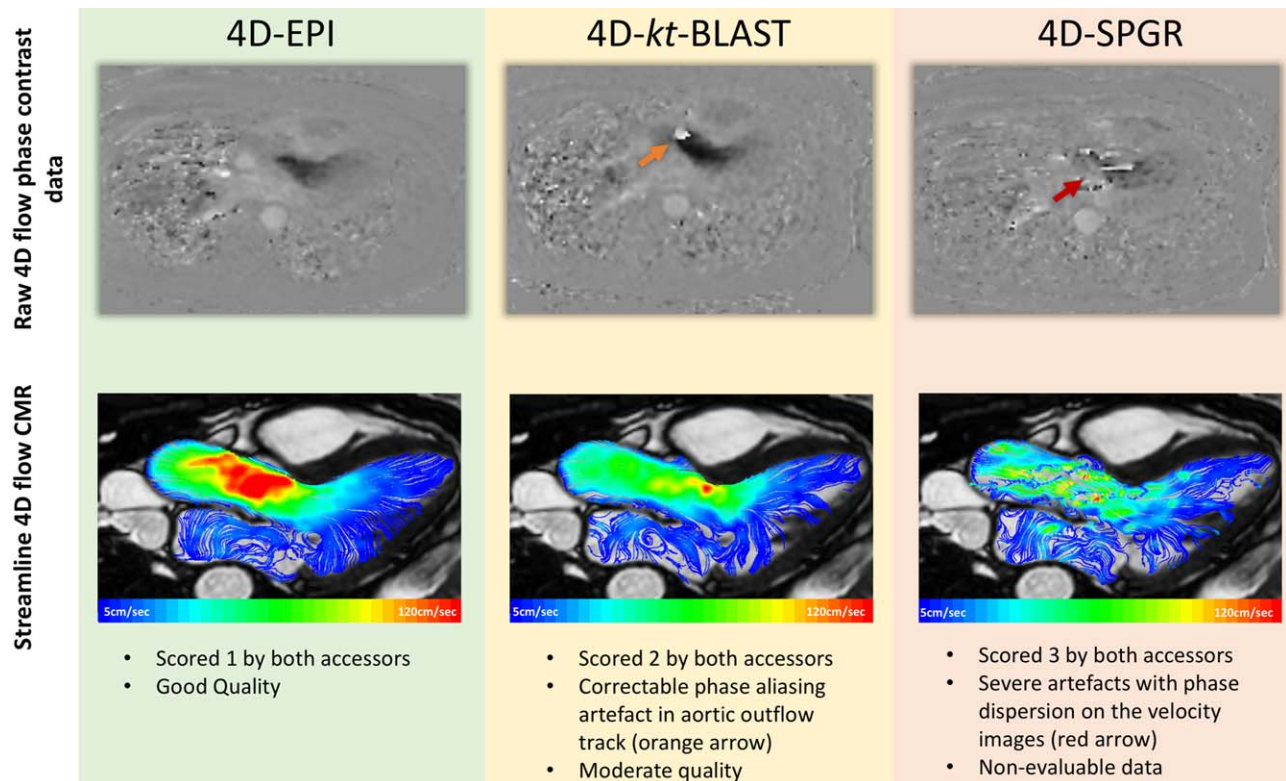 4D-EPI
4D-kt-BLAST
4D-SPGR
Raw 4D flow phase contrast
data
Streamline 4D flow CMR
5cm/sec
120cm/sec
5cm/sec
120cm/sec
5cm/sec
120cm/sec
• Scored 1 by both accessors
• Good Quality
• Scored 2 by both accessors
• Correctable phase aliasing
artefact in aortic outflow
track (orange arrow)
• Moderate quality
• Scored 3 by both accessors
• Severe artefacts with phase
dispersion on the velocity
images (red arrow)
• Non-evaluable data